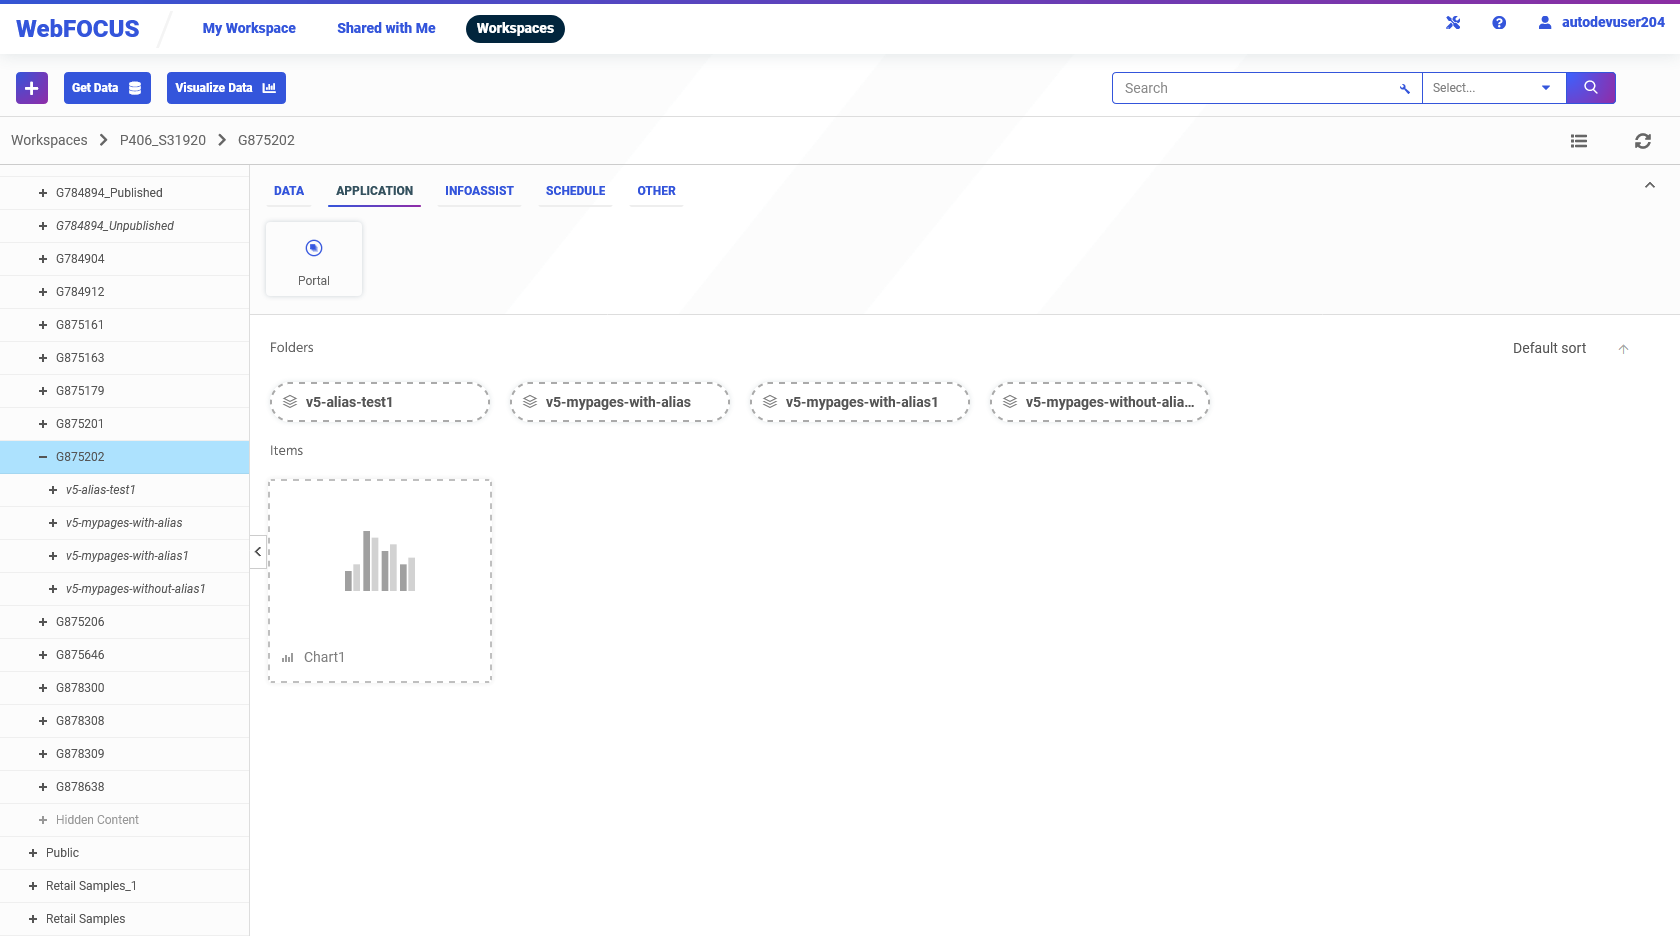 WebFOCUS
My Workspace
Shared with Me
Workspaces
autodevuser204
Get Data
Visualize Data
Search
Select...
Workspaces
P406_S31920
G875202
G784894_Published
G784894_Unpublished
G784904
G784912
G875161
G875163
G875179
G875201
G875202
v5-alias-test1
v5-mypages-with-alias
v5-mypages-with-alias1
v5-mypages-without-alias1
G875206
G875646
G878300
G878308
G878309
G878638
Hidden Content
Public
Retail Samples_1
Retail Samples
DATA
APPLICATION
INFOASSIST
SCHEDULE
OTHER
Portal
Folders
Default sort
v5-alias-test1
v5-mypages-with-alias
v5-mypages-with-alias1
v5-mypages-without-alia...
Items
Chart1